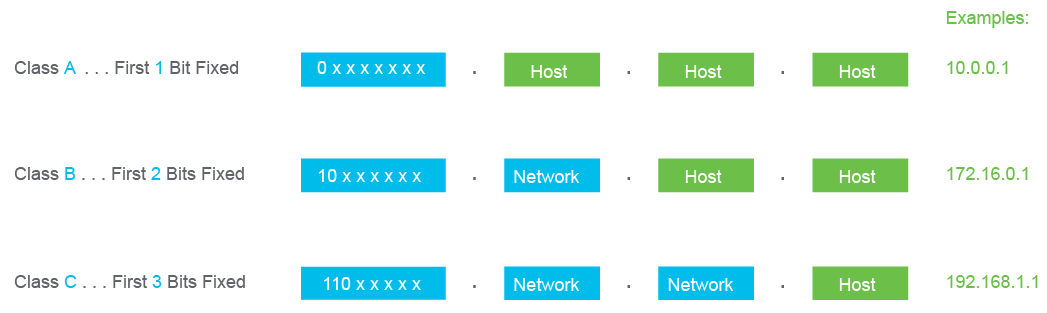 Examples:
Class A . . . First 1 Bit Fixed 0 x x x x x x x . Host . Host . Host 10.0.0.1
Class B . . . First 2 Bits Fixed 10 x x x x x x . Network . Host . Host 172.16.0.1
Class C . . . First 3 Bits Fixed 110 x x x x x . Network . Network . Host 192.168.1.1